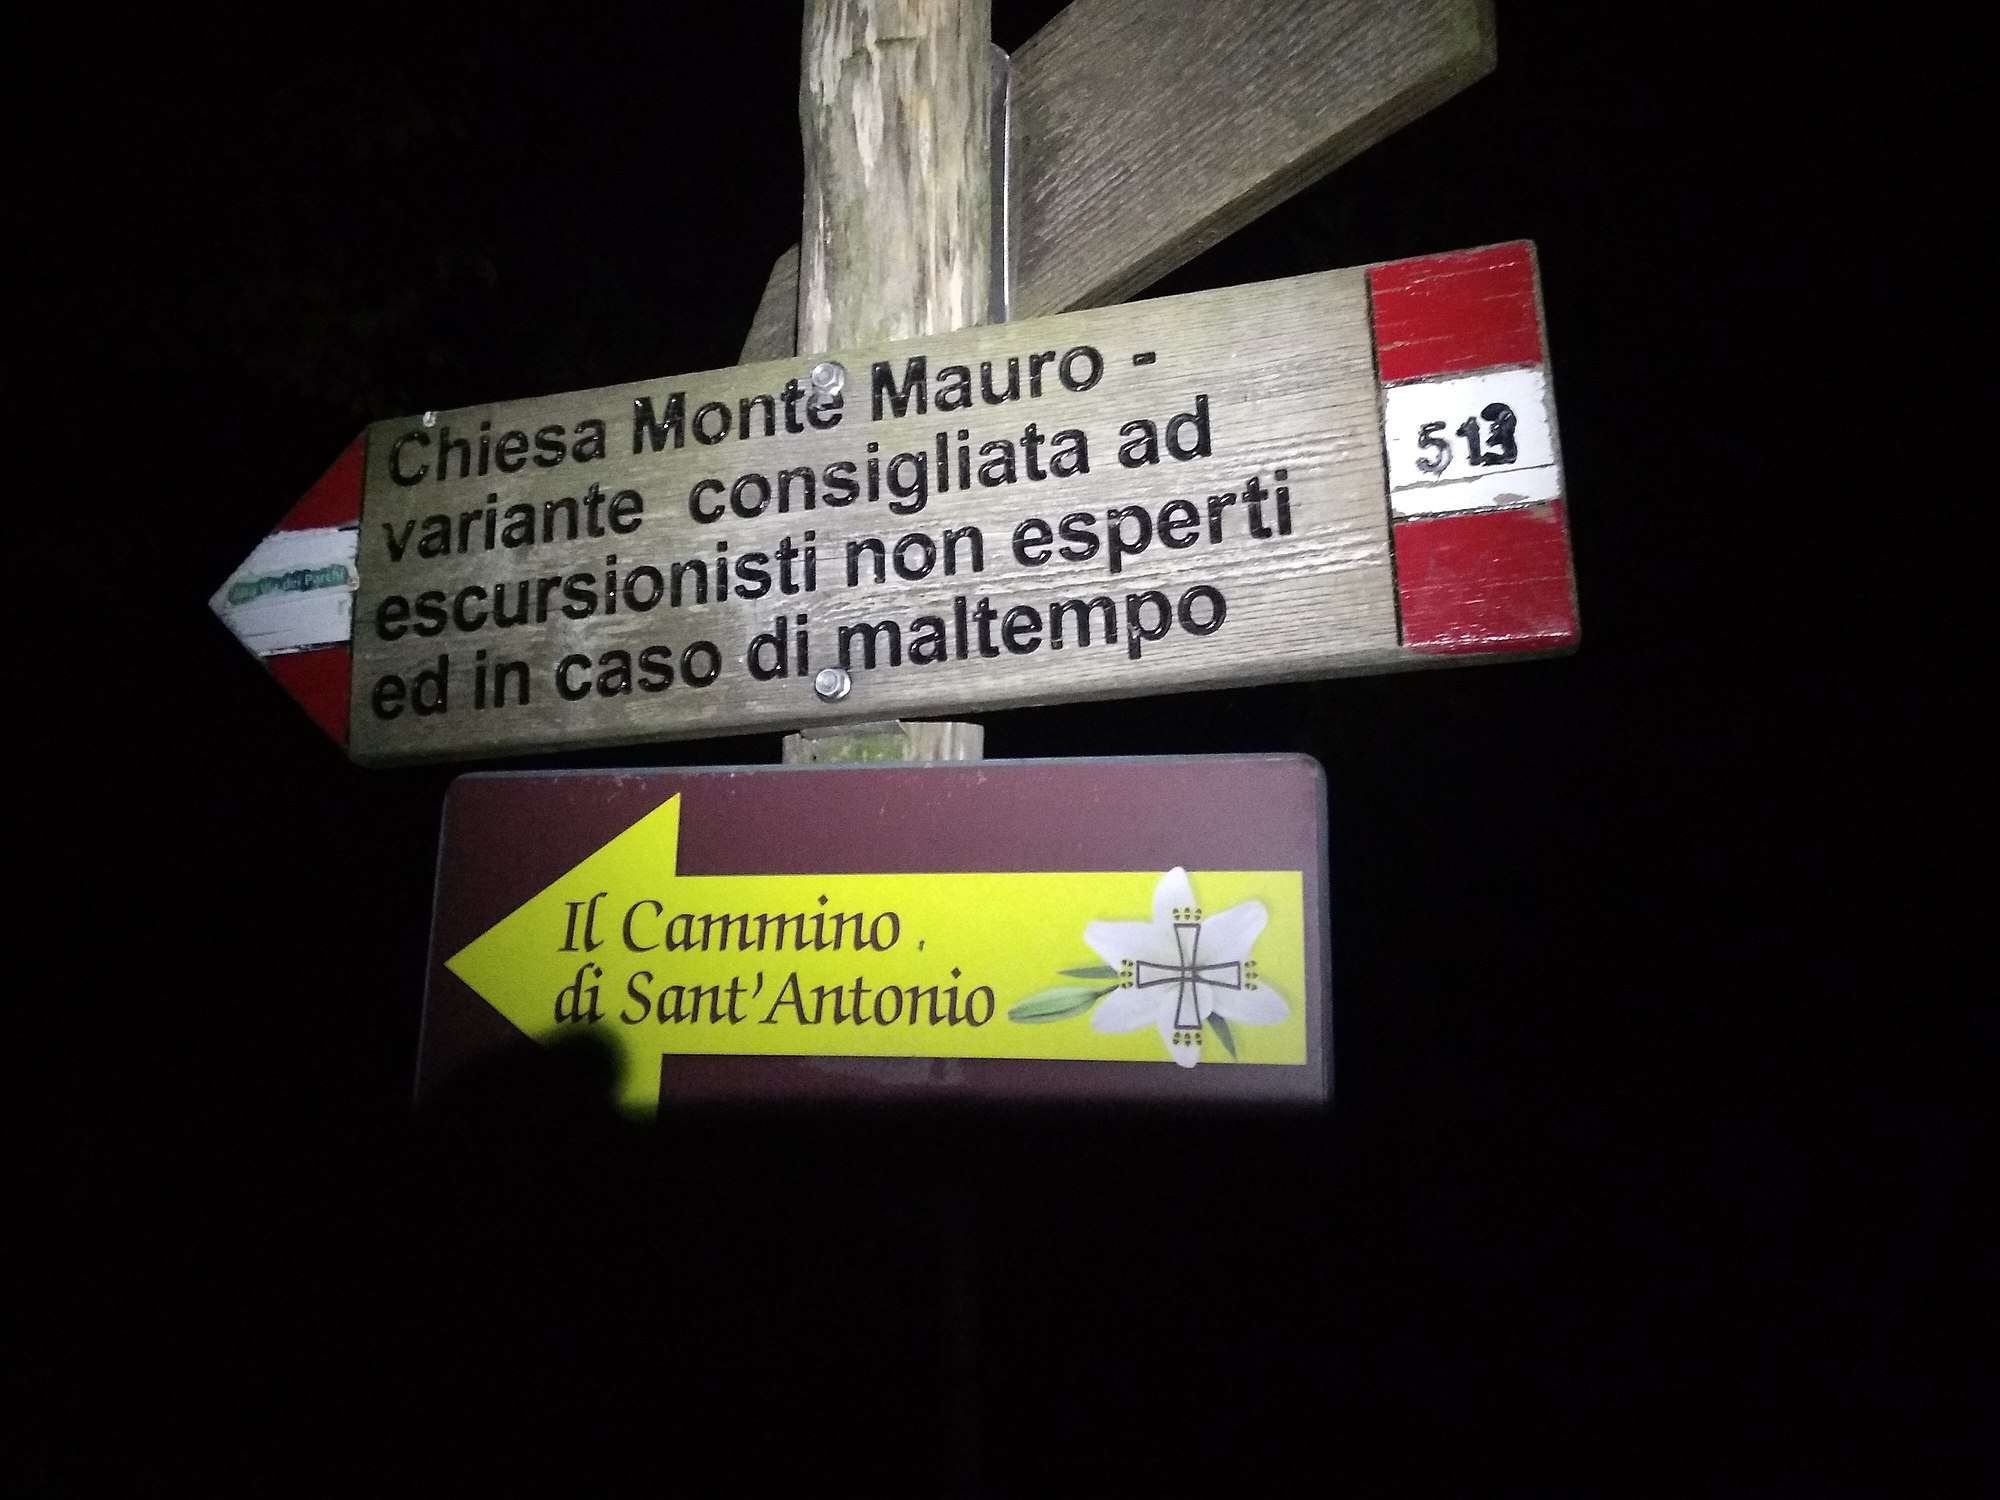 Chiesa Monte Mauro -
variante consigliata ad
escursionisti non esperti
ed in caso di maltempo
513
Il Cammino
di Sant'Antonio